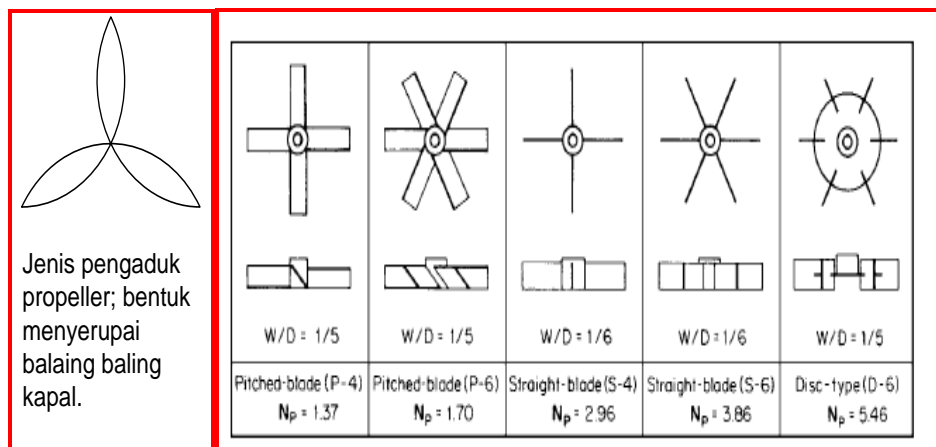 Jenis pengaduk
propeller; bentuk
menyerupai
balaing baling
kapal.
W/D = 1/5
W/D = 1/5
W/D = 1/6
W/D = 1/6
W/D = 1/5
Pitched-blade (P-4)
Np = 1.37
Pitched-blade (P-6)
Np = 1.70
Straight-blade (S-4)
Np = 2.96
Straight-blade (S-6)
Np = 3.86
Disc-type (D-6)
Np = 5.46